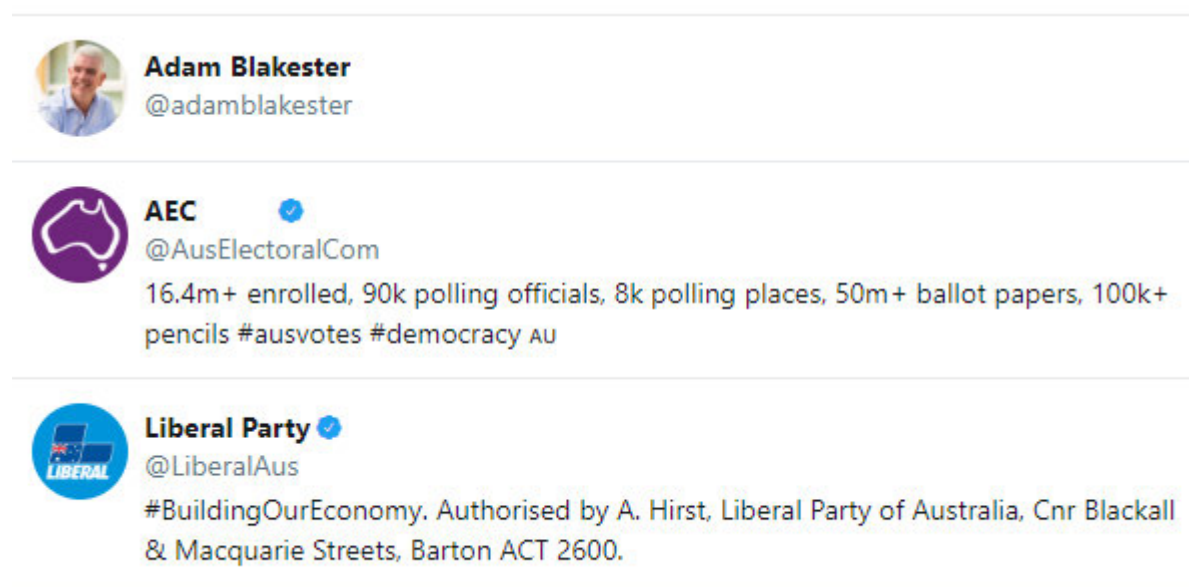 Adam Blakester
@adamblakester
AEC
@AusElectoralCom
16.4m+ enrolled, 90k polling officials, 8k polling places, 50m+ ballot papers, 100k+
pencils #ausvotes #democracy AU
LIBERAL
Liberal Party
@LiberalAus
#BuildingOurEconomy. Authorised by A. Hirst, Liberal Party of Australia, Cnr Blackall
& Macquarie Streets, Barton ACT 2600.